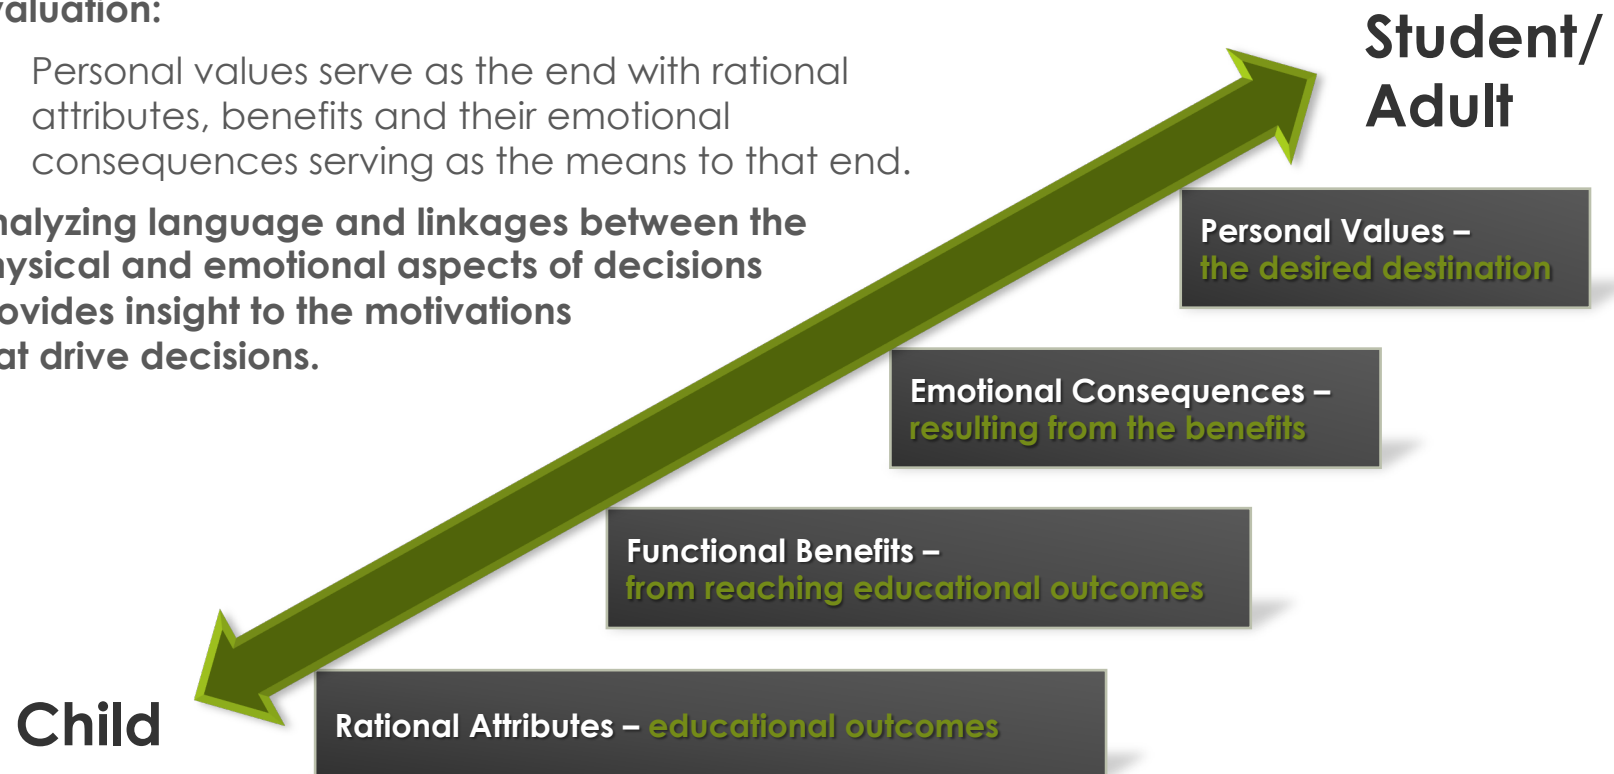 valuation:
Personal values serve as the end with rational
attributes, benefits and their emotional
consequences serving as the means to that end.
nalyzing language and linkages between the
hysical and emotional aspects of decisions
rovides insight to the motivations
at drive decisions.
Student/
Adult
Personal Values –
the desired destination
Emotional Consequences –
resulting from the benefits
Functional Benefits –
from reaching educational outcomes
Rational Attributes – educational outcomes
Child